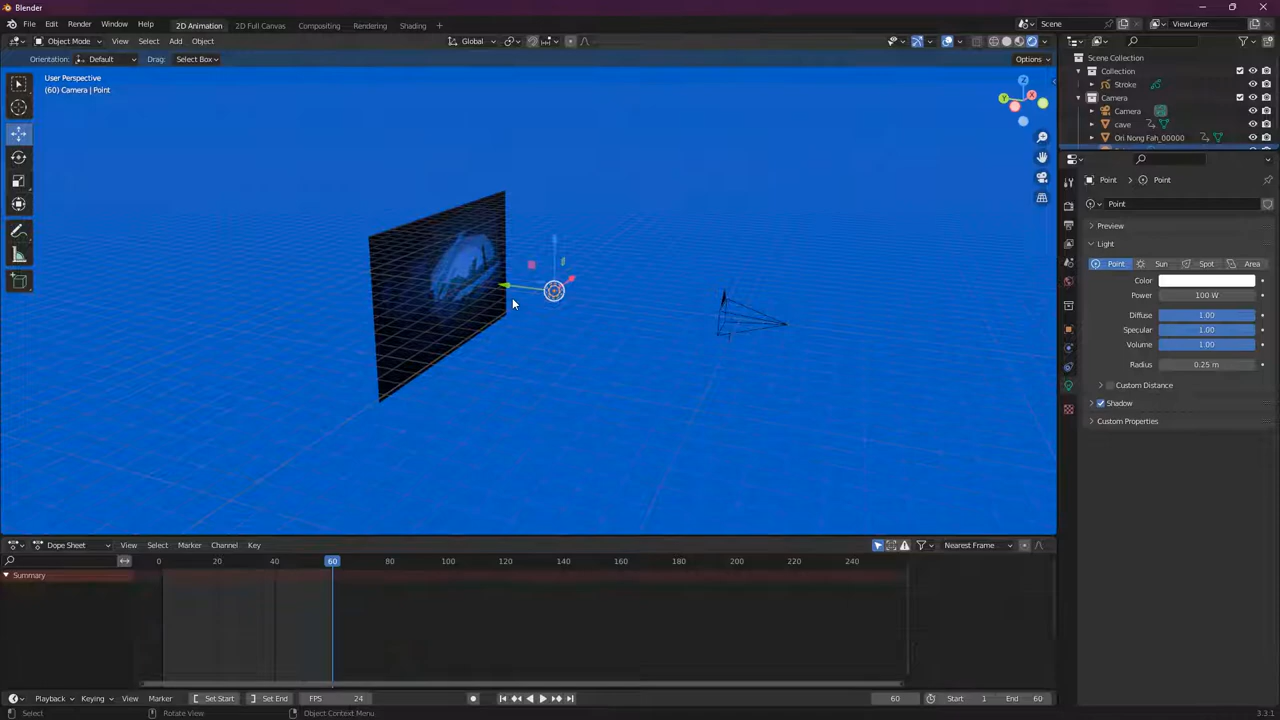 Blender
File Edit Render Window Help 2D Animation 2D Full Canvas Compositing Rendering Shading + Scene ViewLayer
Object Mode View Select Add Object Global
Orientation: Default Drag: Select Box Options
User Perspective
(60) Camera | Point
Z
Y
X
Scene Collection
Collection
Stroke
Camera
Camera
cave
Ori Nong Fah_00000
Point Point
Point
Preview
Light
Point Sun Spot Area
Color
Power 100 W
Diffuse 1.00
Specular 1.00
Volume 1.00
Radius 0.25 m
Custom Distance
Shadow
Custom Properties
Dope Sheet View Select Marker Channel Key Nearest Frame
0 20 40 60 80 100 120 140 160 180 200 220 240
Summary
Playback Keying View Marker Set Start Set End FPS 24 60 Start 1 End 60
Select Rotate View Object Context Menu 3.3.1